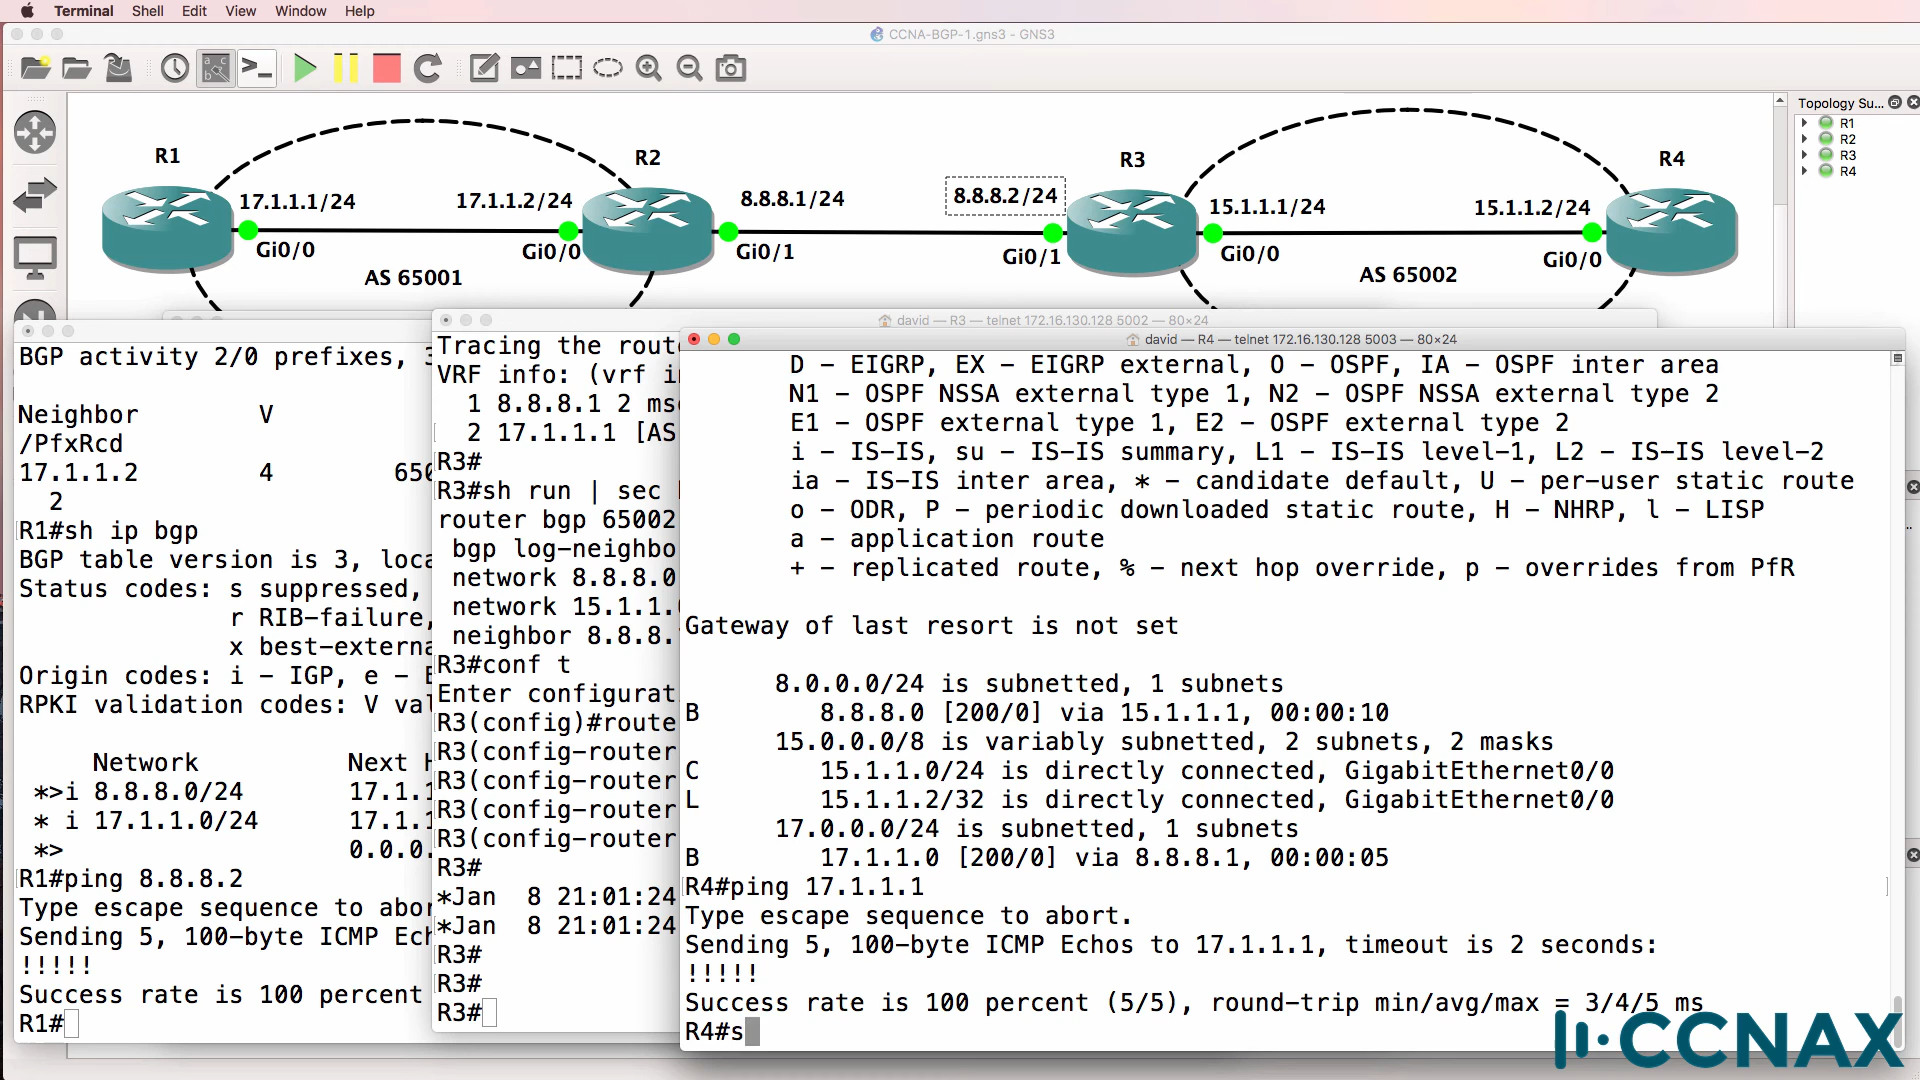 Terminal Shell Edit View Window Help
CCNA-BGP-1.gns3 - GNS3
Topology Su...
R1
R2
R3
R4
R1
R2
R3
R4
17.1.1.1/24
17.1.1.2/24
8.8.8.1/24
8.8.8.2/24
15.1.1.1/24
15.1.1.2/24
Gi0/0
Gi0/0
Gi0/1
Gi0/1
Gi0/0
Gi0/0
AS 65001
AS 65002
BGP activity 2/0 prefixes, 3
Neighbor V
/PfxRcd
17.1.1.2 4 650
2
R1#sh ip bgp
BGP table version is 3, loca
Status codes: s suppressed,
r RIB-failure,
x best-externa
Origin codes: i - IGP, e - E
RPKI validation codes: V val
Network Next H
*>i 8.8.8.0/24 17.1.1
* i 17.1.1.0/24 17.1.1
*> 0.0.0.
R1#ping 8.8.8.2
Type escape sequence to abor
Sending 5, 100-byte ICMP Ech
!!!!!
Success rate is 100 percent
R1#
david — R3 — telnet 172.16.130.128 5002 — 80×24
Tracing the route
VRF info: (vrf in
1 8.8.8.1 2 mse
2 17.1.1.1 [AS
R3#
R3#sh run | sec
router bgp 65002
bgp log-neighbo
network 8.8.8.0
network 15.1.1.0
neighbor 8.8.8.
R3#conf t
Enter configurat
R3(config)#route
R3(config-router
R3(config-router
R3(config-router
R3(config-router
R3#
*Jan 8 21:01:24
*Jan 8 21:01:24
R3#
R3#
R3#
david — R4 — telnet 172.16.130.128 5003 — 80×24
D - EIGRP, EX - EIGRP external, O - OSPF, IA - OSPF inter area
N1 - OSPF NSSA external type 1, N2 - OSPF NSSA external type 2
E1 - OSPF external type 1, E2 - OSPF external type 2
i - IS-IS, su - IS-IS summary, L1 - IS-IS level-1, L2 - IS-IS level-2
ia - IS-IS inter area, * - candidate default, U - per-user static route
o - ODR, P - periodic downloaded static route, H - NHRP, l - LISP
a - application route
+ - replicated route, % - next hop override, p - overrides from PfR
Gateway of last resort is not set
8.0.0.0/24 is subnetted, 1 subnets
B 8.8.8.0 [200/0] via 15.1.1.1, 00:00:10
15.0.0.0/8 is variably subnetted, 2 subnets, 2 masks
C 15.1.1.0/24 is directly connected, GigabitEthernet0/0
L 15.1.1.2/32 is directly connected, GigabitEthernet0/0
17.0.0.0/24 is subnetted, 1 subnets
B 17.1.1.0 [200/0] via 8.8.8.1, 00:00:05
R4#ping 17.1.1.1
Type escape sequence to abort.
Sending 5, 100-byte ICMP Echos to 17.1.1.1, timeout is 2 seconds:
!!!!!
Success rate is 100 percent (5/5), round-trip min/avg/max = 3/4/5 ms
R4#s
CCNAX